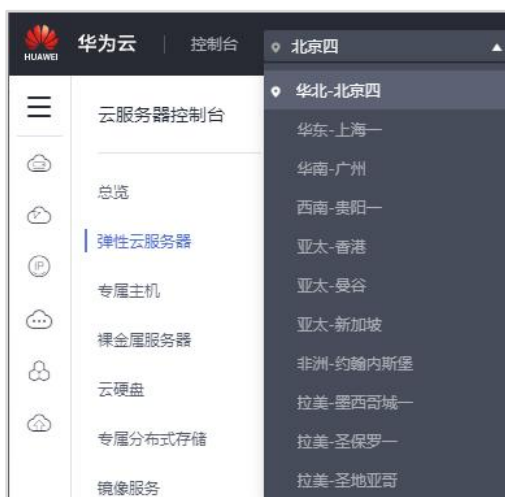 HUAWEI
华为云
控制台
北京四
云服务器控制台
总览
弹性云服务器
专属主机
裸金属服务器
云硬盘
专属分布式存储
镜像服务
华北-北京四
华东-上海一
华南-广州
西南-贵阳一
亚太-香港
亚太-曼谷
亚太-新加坡
非洲-约翰内斯堡
拉美-墨西哥城一
拉美-圣保罗一
拉美-圣地亚哥
IP